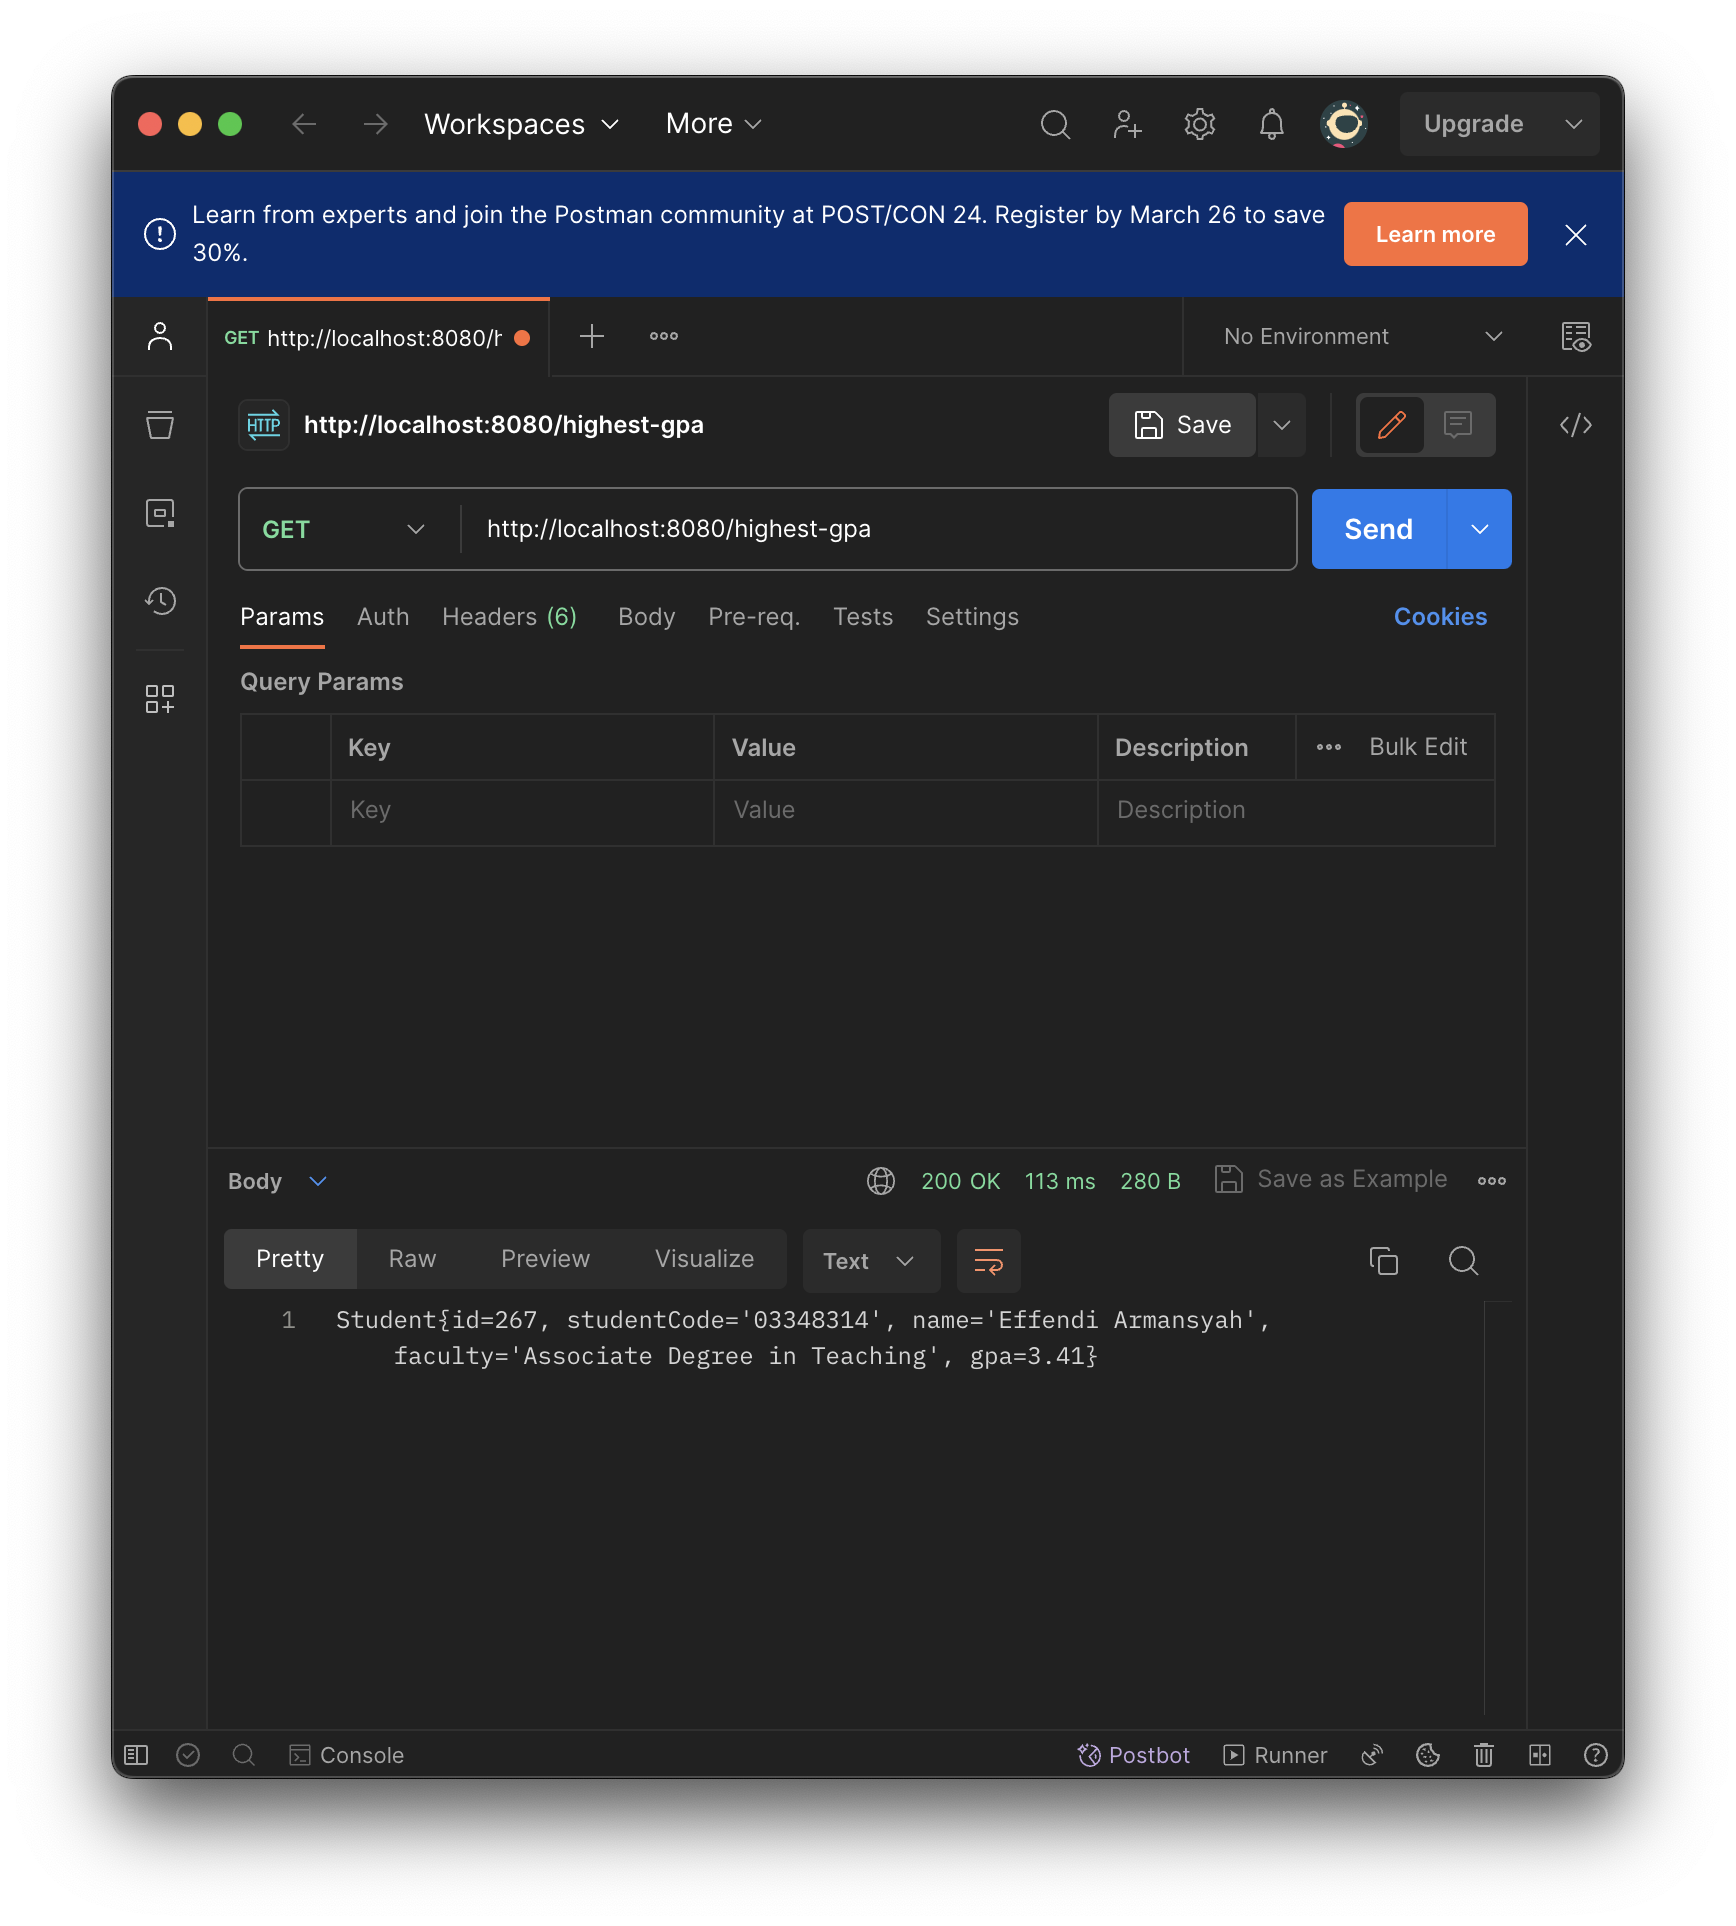 Workspaces More Upgrade
Learn from experts and join the Postman community at POST/CON 24. Register by March 26 to save
30%.
Learn more
GET http://localhost:8080/h
No Environment
HTTP http://localhost:8080/highest-gpa
Save
GET http://localhost:8080/highest-gpa
Send
Params Auth Headers (6) Body Pre-req. Tests Settings Cookies
Query Params
Key Value Description Bulk Edit
Key Value Description
Body 200 OK 113 ms 280 B Save as Example
Pretty Raw Preview Visualize Text
1 Student{id=267, studentCode='03348314', name='Effendi Armansyah',
faculty='Associate Degree in Teaching', gpa=3.41}
Console Postbot Runner